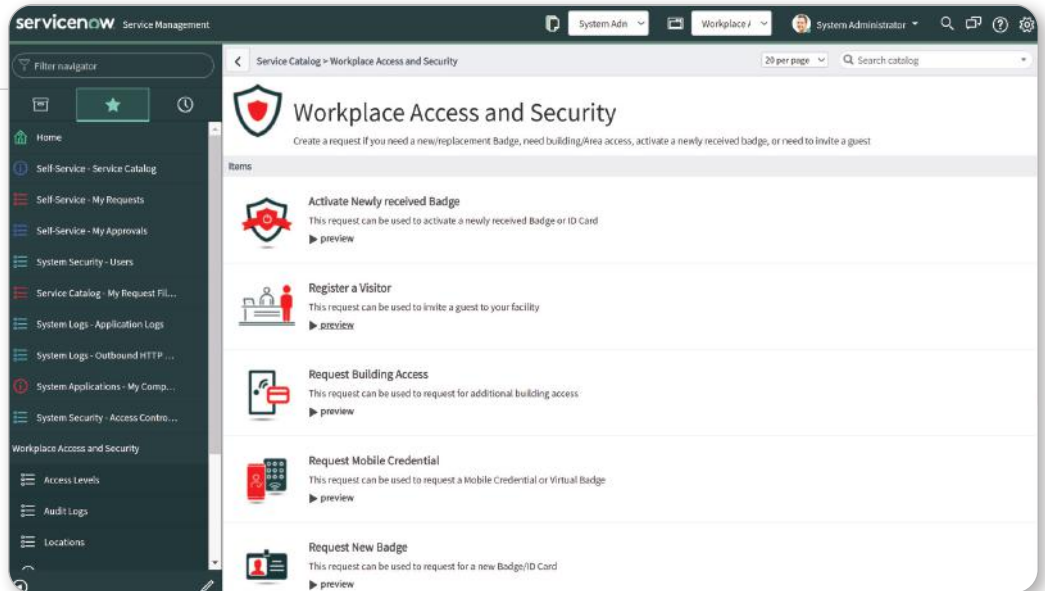 servicenow Service Management
System Adn
Workplace A
System Administrator
Filter navigator
Home
Self-Service - Service Catalog
Self-Service - My Requests
Self-Service - My Approvals
System Security - Users
Service Catalog - My Request Fil...
System Logs - Application Logs
System Logs - Outbound HTTP ...
System Applications - My Comp...
System Security - Access Contro...
Workplace Access and Security
Access Levels
Audit Logs
Locations
Service Catalog > Workplace Access and Security
20 per page
Search catalog
Workplace Access and Security
Create a request if you need a new/replacement Badge, need building/Area access, activate a newly received badge, or need to invite a guest
Items
Activate Newly received Badge
This request can be used to activate a newly received Badge or ID Card
preview
Register a Visitor
This request can be used to invite a guest to your facility
preview
Request Building Access
This request can be used to request for additional building access
preview
Request Mobile Credential
This request can be used to request a Mobile Credential or Virtual Badge
preview
Request New Badge
This request can be used to request for a new Badge/ID Card
preview